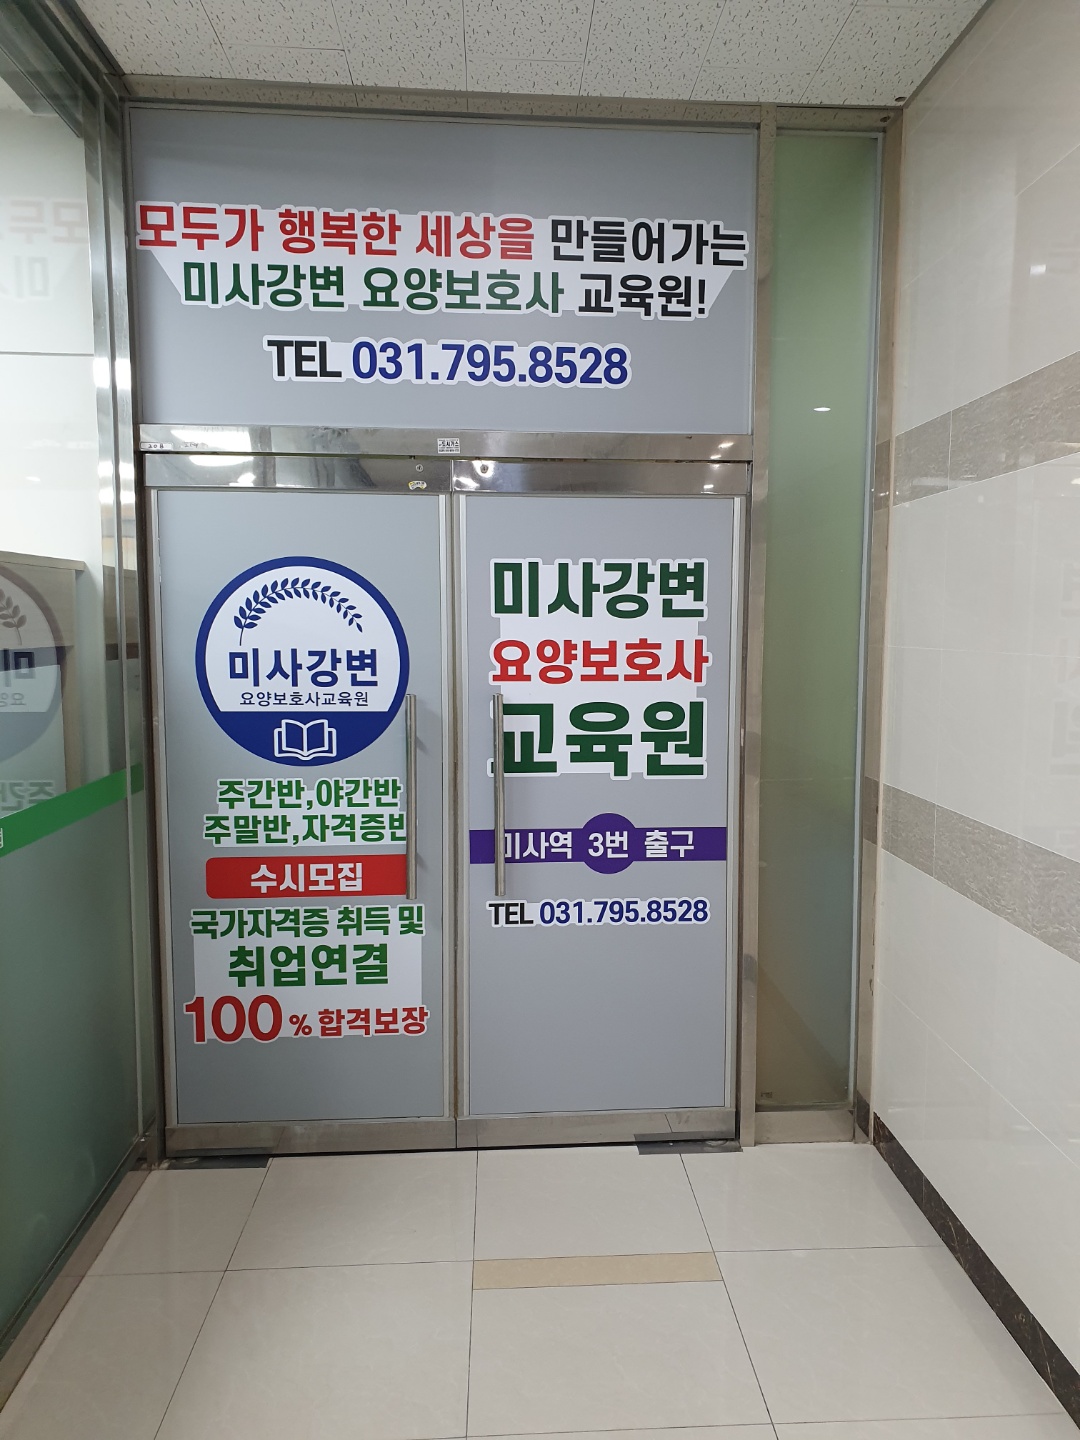 모두가 행복한 세상을 만들어가는
미사강변 요양보호사 교육원!
TEL 031.795.8528
미사강변
요양보호사교육원
주간반,야간반
주말반,자격증반
수시모집
국가자격증 취득 및
취업연결
100% 합격보장
미사강변
요양보호사
교육원
미사역 3번 출구
TEL 031.795.8528